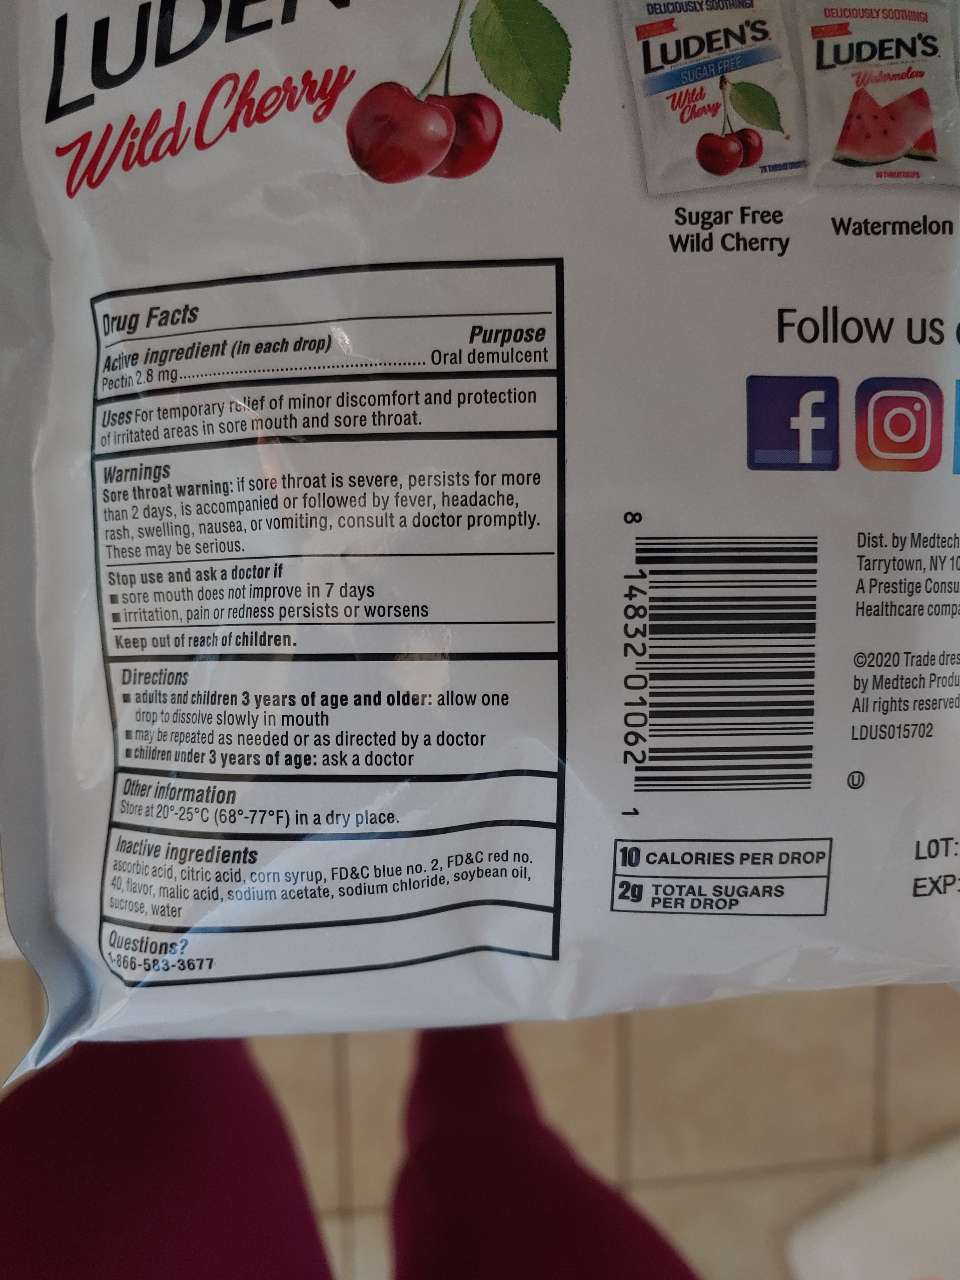 LUDEN'S
Wild Cherry
DELICIOUSLY SOOTHING!
LUDEN'S
SUGAR FREE
Wild
Cherry
DELICIOUSLY SOOTHING!
LUDEN'S
Watermelon
Sugar Free
Wild Cherry
Watermelon
Drug Facts
Active ingredient (in each drop) Purpose
Pectin 2.8 mg.................................................. Oral demulcent
Uses For temporary relief of minor discomfort and protection
of irritated areas in sore mouth and sore throat.
Warnings
Sore throat warning: if sore throat is severe, persists for more
than 2 days, is accompanied or followed by fever, headache,
rash, swelling, nausea, or vomiting, consult a doctor promptly.
These may be serious.
Stop use and ask a doctor if
■ sore mouth does not improve in 7 days
■ irritation, pain or redness persists or worsens
Keep out of reach of children.
Directions
■ adults and children 3 years of age and older: allow one
drop to dissolve slowly in mouth
■ may be repeated as needed or as directed by a doctor
■ children under 3 years of age: ask a doctor
Other information
Store at 20°-25°C (68°-77°F) in a dry place.
Inactive ingredients
ascorbic acid, citric acid, corn syrup, FD&C blue no. 2, FD&C red no.
40, flavor, malic acid, sodium acetate, sodium chloride, soybean oil,
sucrose, water
Questions?
1-866-583-3677
Follow us
f
8 14832 01062 1
Dist. by Medtech
Tarrytown, NY 10
A Prestige Consu
Healthcare compa
©2020 Trade dres
by Medtech Produ
All rights reserved
LDUS015702
U
10 CALORIES PER DROP
2g TOTAL SUGARS
PER DROP
LOT:
EXP: